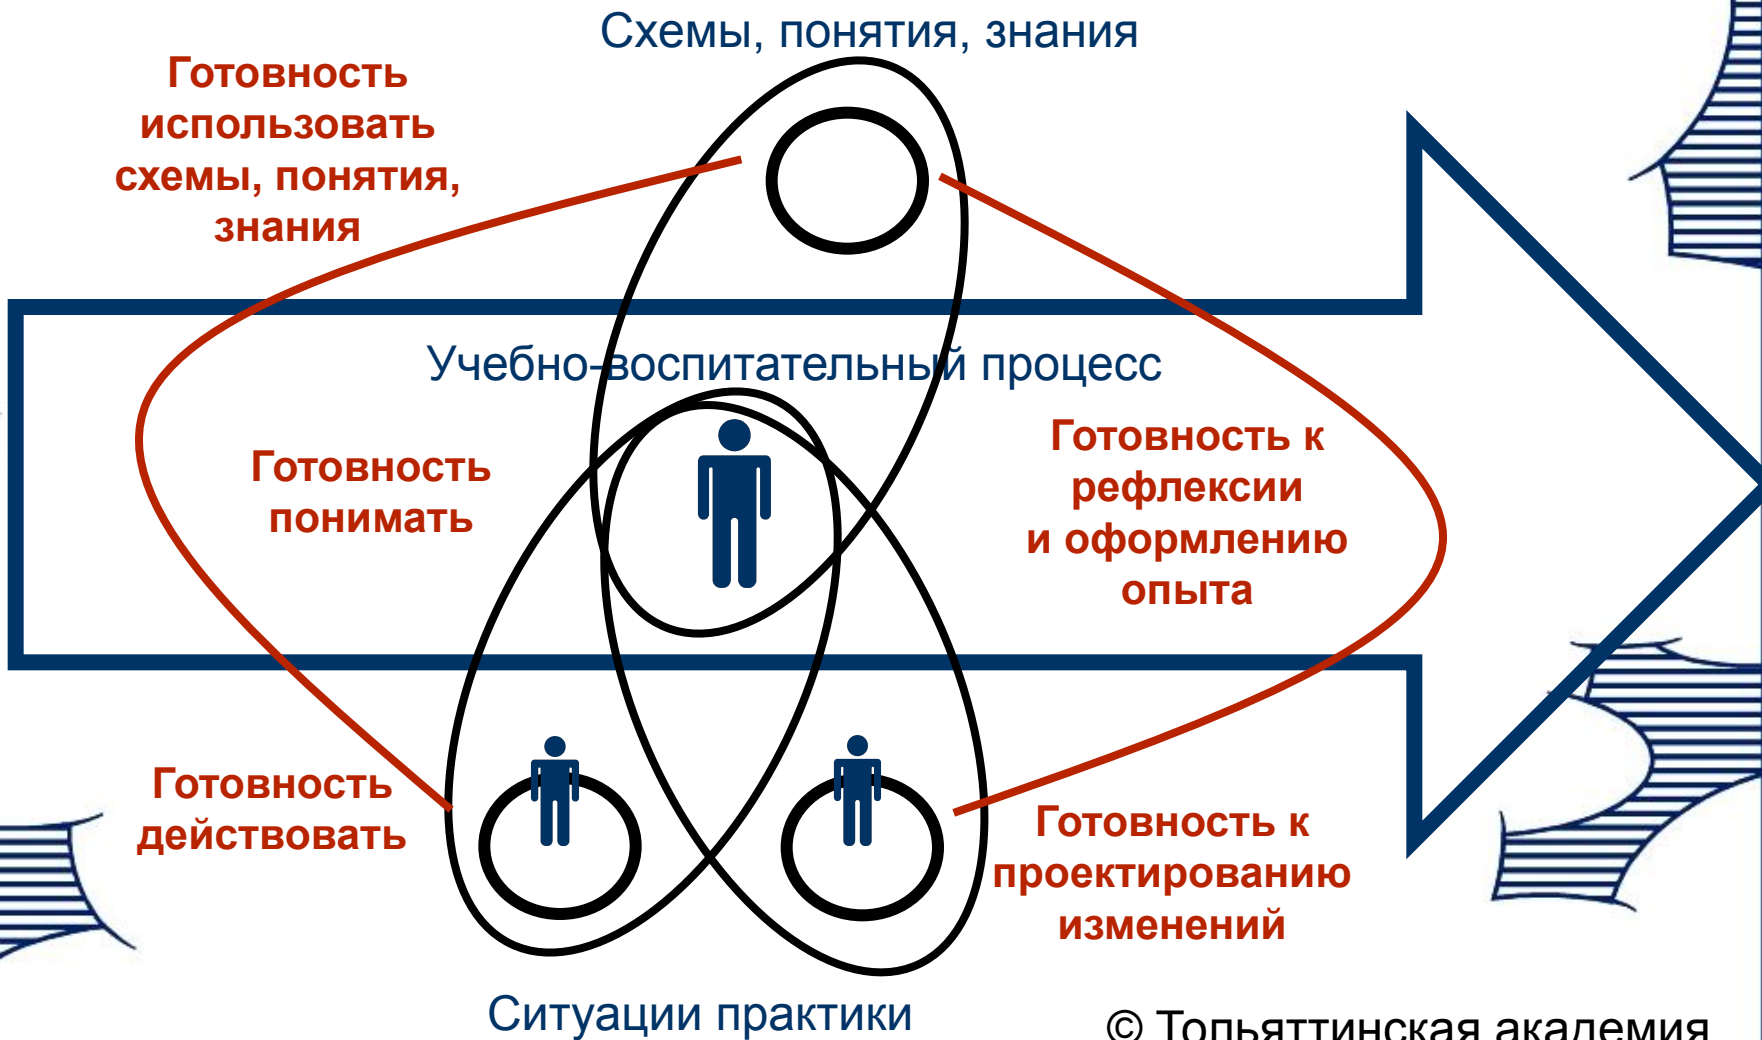 Схемы, понятия, знания
Готовность
использовать
схемы, понятия,
знания
Учебно-воспитательный процесс
Готовность
понимать
Готовность к
рефлексии
и оформлению
опыта
Готовность
действовать
Готовность к
проектированию
изменений
Ситуации практики
© Тольяттинская академия